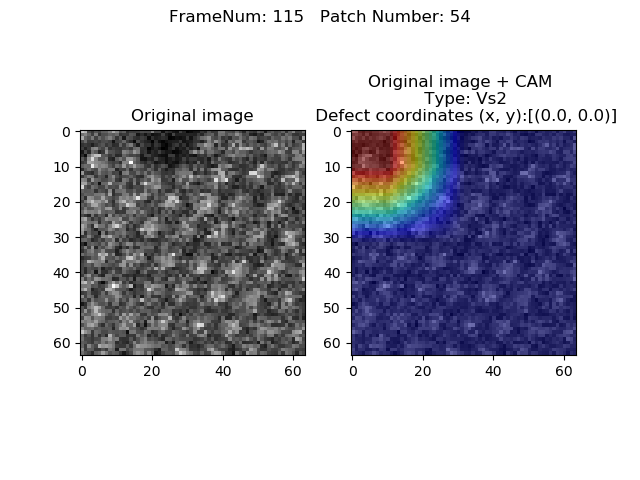 FrameNum: 115   Patch Number: 54
Original image
Original image + CAM
Type: Vs2
Defect coordinates (x, y):[(0.0, 0.0)]
0
10
20
30
40
50
60
0 20 40 60
0
10
20
30
40
50
60
0 20 40 60